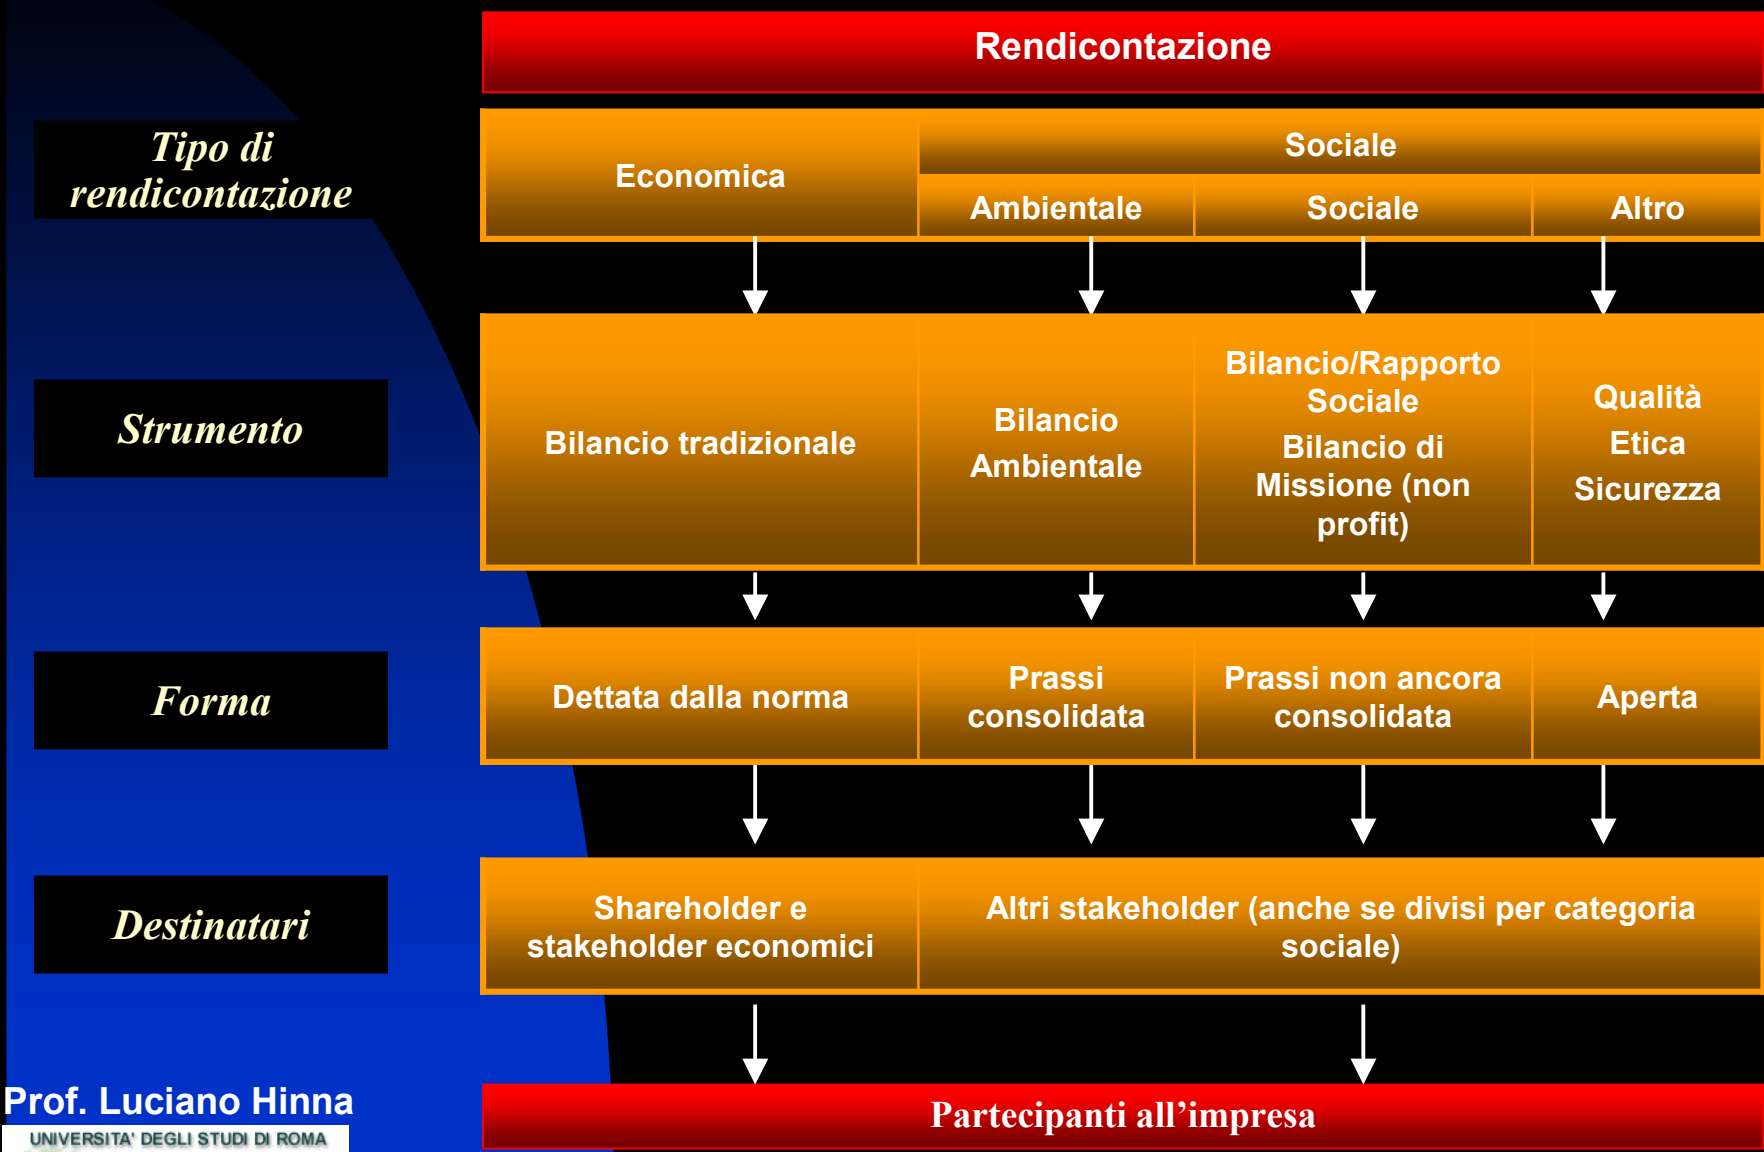 Rendicontazione
Tipo di
rendicontazione
Economica
Sociale
Ambientale
Sociale
Altro
Strumento
Bilancio tradizionale
Bilancio
Ambientale
Bilancio/Rapporto
Sociale
Bilancio di
Missione (non
profit)
Qualità
Etica
Sicurezza
Forma
Dettata dalla norma
Prassi
consolidata
Prassi non ancora
consolidata
Aperta
Destinatari
Shareholder e
stakeholder economici
Altri stakeholder (anche se divisi per categoria
sociale)
Prof. Luciano Hinna
UNIVERSITA' DEGLI STUDI DI ROMA
Partecipanti all’impresa